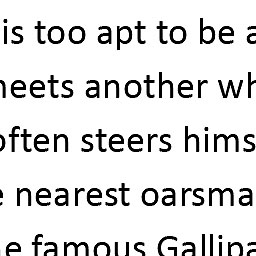 is too apt to be a
neets another wh
often steers hims
e nearest oarsma
e famous Gallipa